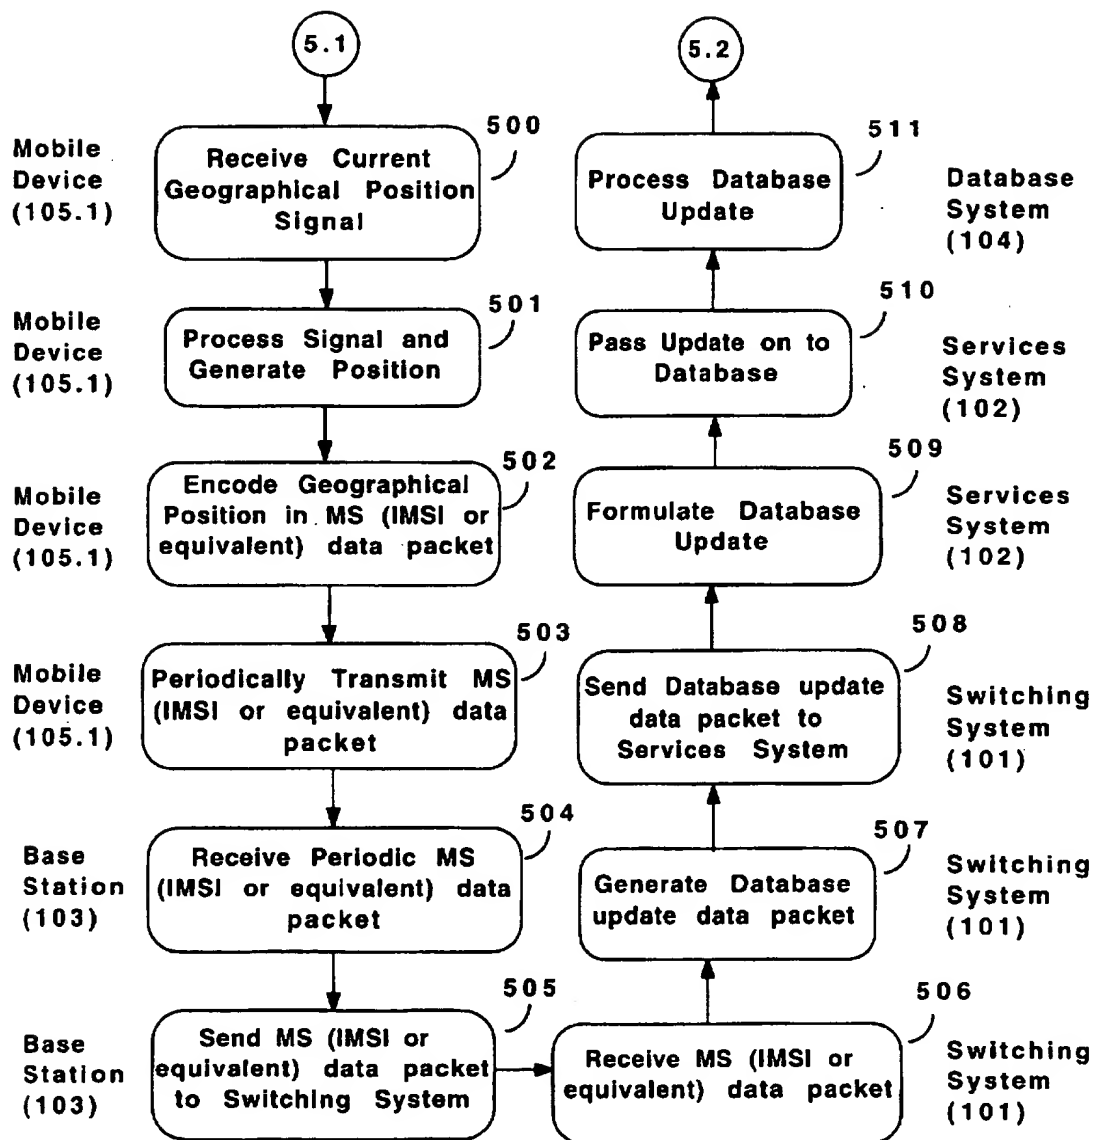 5.1
Mobile
Device
(105.1)
500
Receive Current
Geographical Position
Signal
Mobile
Device
(105.1)
501
Process Signal and
Generate Position
Mobile
Device
(105.1)
502
Encode Geographical
Position in MS (IMSI or
equivalent) data packet
Mobile
Device
(105.1)
503
Periodically Transmit MS
(IMSI or equivalent) data
packet
Base
Station
(103)
504
Receive Periodic MS
(IMSI or equivalent) data
packet
Base
Station
(103)
505
Send MS (IMSI or
equivalent) data packet
to Switching System
506
Receive MS (IMSI or
equivalent) data packet
Switching
System
(101)
507
Generate Database
update data packet
Switching
System
(101)
508
Send Database update
data packet to
Services System
Switching
System
(101)
509
Formulate Database
Update
Services
System
(102)
510
Pass Update on to
Database
Services
System
(102)
511
Process Database
Update
Database
System
(104)
5.2